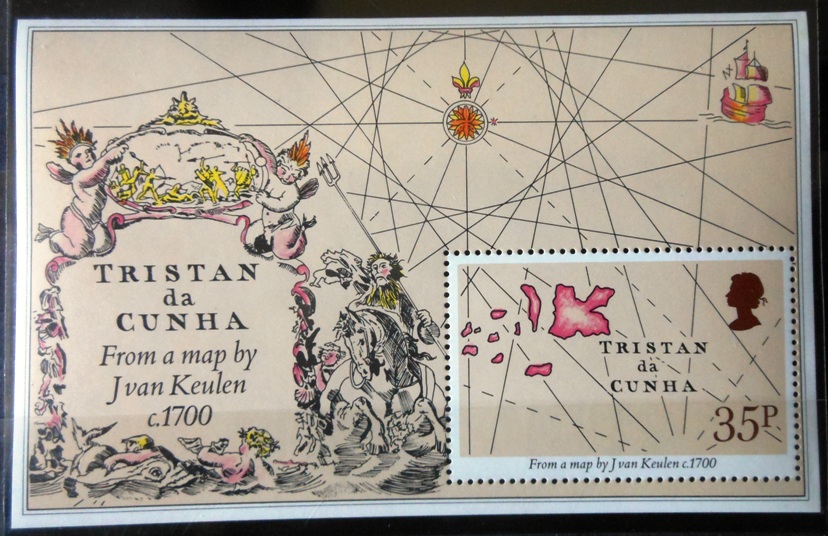 TRISTAN
da
CUNHA
From a map by
J van Keulen
c.1700
TRISTAN
da
CUNHA
35P
From a map by J van Keulen c.1700